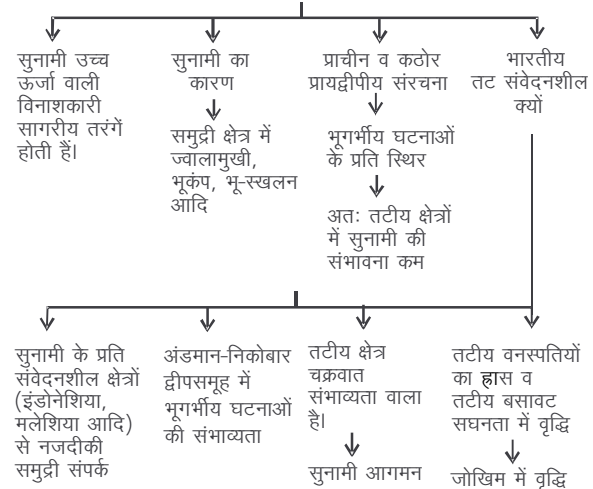 सुनामी उच्च
ऊर्जा वाली
विनाशकारी
सागरीय तरंगें
होती हैं।
सुनामी का
कारण
समुद्री क्षेत्र में
ज्वालामुखी,
भूकंप, भू-स्खलन
आदि
प्राचीन व कठोर
प्रायद्वीपीय संरचना
भूगर्भीय घटनाओं
के प्रति स्थिर
अतः तटीय क्षेत्रों
में सुनामी की
संभावना कम
भारतीय
तट संवेदनशील
क्यों
सुनामी के प्रति
संवेदनशील क्षेत्रों
(इंडोनेशिया,
मलेशिया आदि)
से नजदीकी
समुद्री संपर्क
अंडमान-निकोबार
द्वीपसमूह में
भूगर्भीय घटनाओं
की संभाव्यता
तटीय क्षेत्र
चक्रवात
संभाव्यता वाला
है।
सुनामी आगमन
तटीय वनस्पतियों
का ह्रास व
तटीय बसावट
सघनता में वृद्धि
जोखिम में वृद्धि